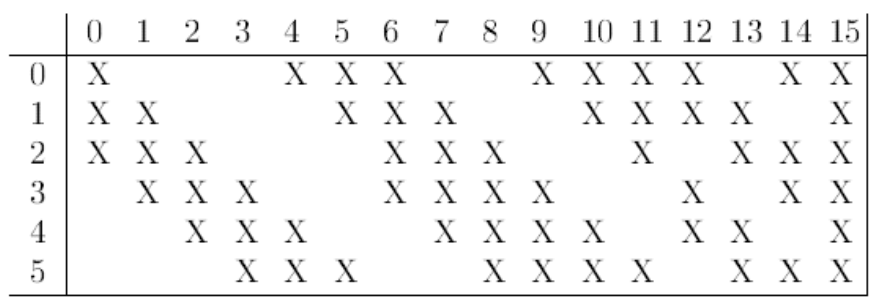 0 1 2 3 4 5 6 7 8 9 10 11 12 13 14 15
0 X X X X X X X X X X
1 X X X X X X X X X X
2 X X X X X X X X X X
3 X X X X X X X X X X
4 X X X X X X X X X X
5 X X X X X X X X X X